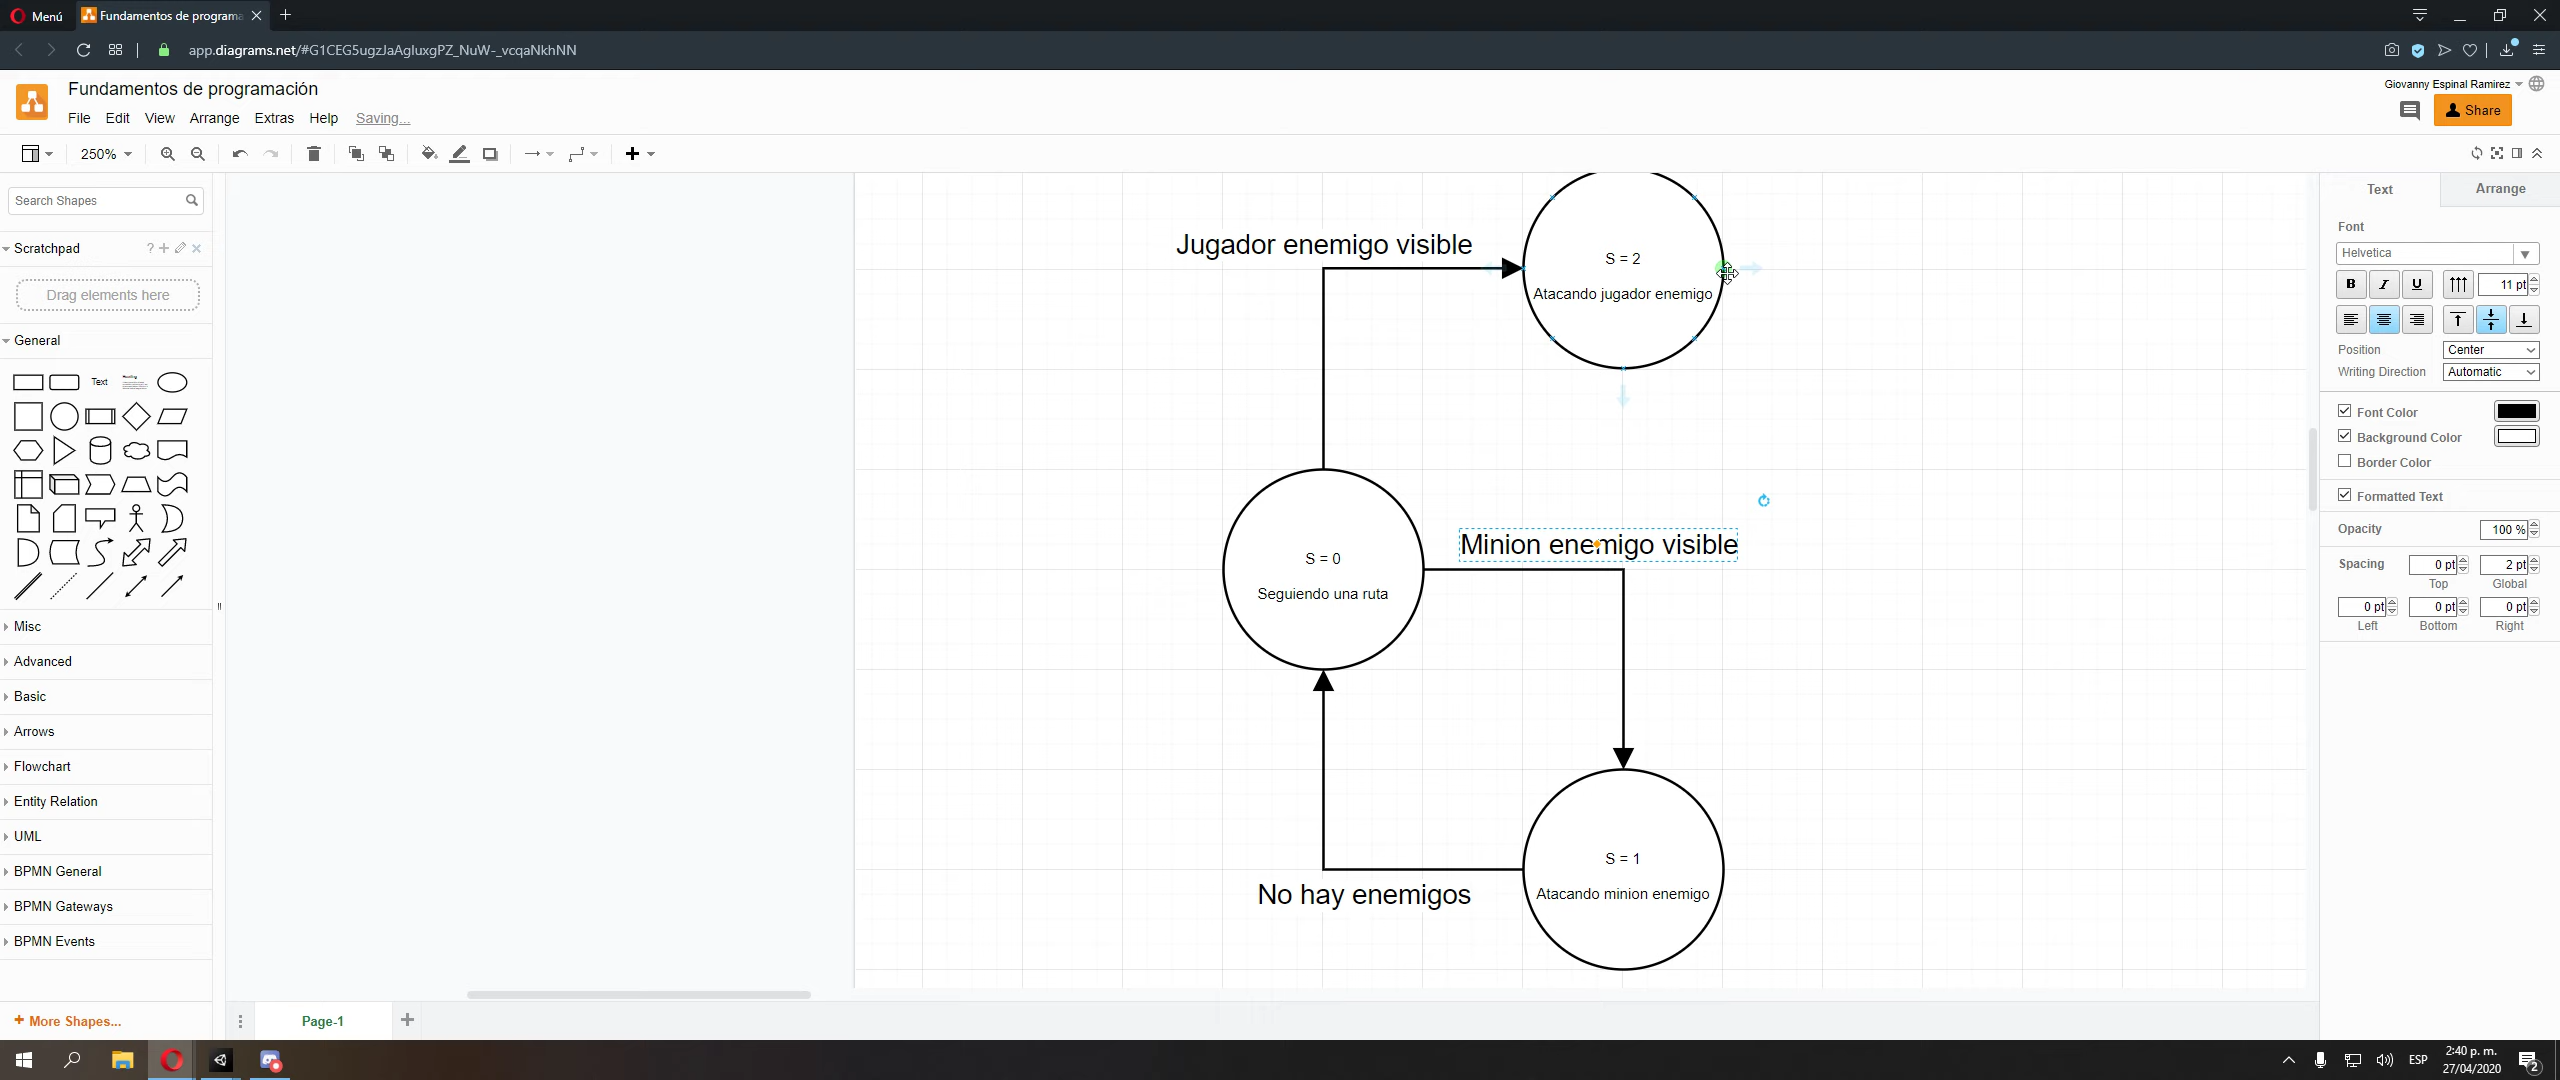 Menú
Fundamentos de programa
app.diagrams.net/#G1CEG5ugzJaAgluxgPZ_NuW-_vcqaNkhNN
Fundamentos de programación
Giovanny Espinal Ramirez
File Edit View Arrange Extras Help Saving...
Share
250%
Search Shapes
Scratchpad
?
Drag elements here
General
Text
Heading
Misc
Advanced
Basic
Arrows
Flowchart
Entity Relation
UML
BPMN General
BPMN Gateways
BPMN Events
+ More Shapes...
Jugador enemigo visible
S = 2
Atacando jugador enemigo
Minion enemigo visible
S = 0
Seguiendo una ruta
S = 1
Atacando minion enemigo
No hay enemigos
Page-1
Text Arrange
Font
Helvetica
B I U 11 pt
Position Center
Writing Direction Automatic
Font Color
Background Color
Border Color
Formatted Text
Opacity 100 %
Spacing 0 pt 2 pt
Top Global
0 pt 0 pt 0 pt
Left Bottom Right
ESP
2:40 p. m.
27/04/2020
2